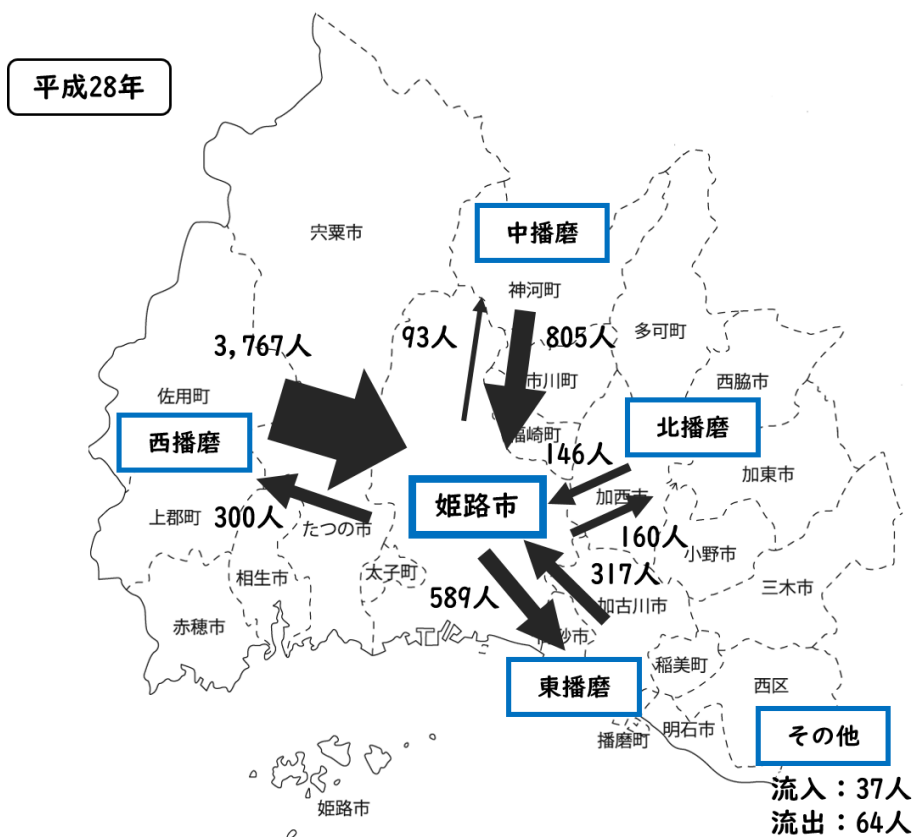 平成28年
中播磨
宍粟市
神河町
93人
805人
多可町
3,767人
市川町
西脇市
佐用町
西播磨
北播磨
福崎町
146人
加東市
姫路市
加西市
上郡町
300人
たつの市
160人
小野市
太子町
317人
相生市
589人
加古川市
三木市
赤穂市
砂市
稲美町
東播磨
西区
明石市
播磨町
その他
流入：37人
流出：64人
姫路市